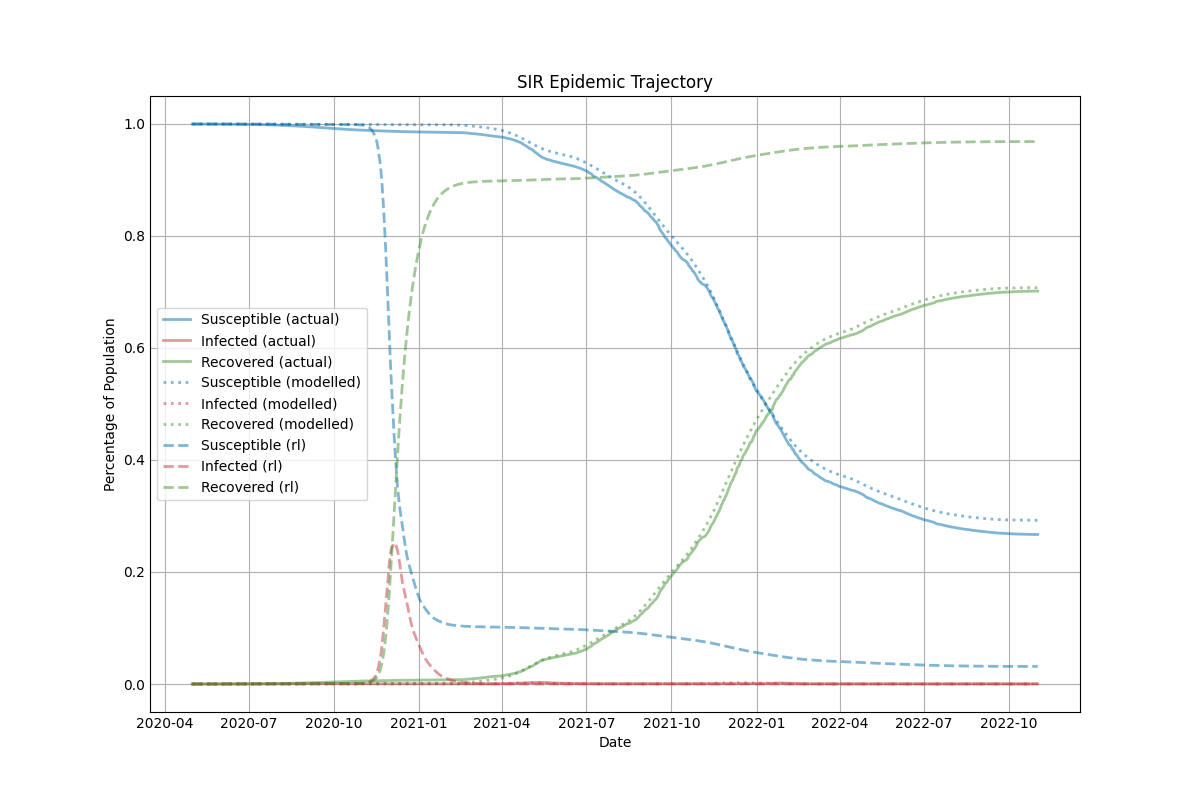 SIR Epidemic Trajectory
Percentage of Population
1.0
0.8
0.6
0.4
0.2
0.0
Susceptible (actual)
Infected (actual)
Recovered (actual)
Susceptible (modelled)
Infected (modelled)
Recovered (modelled)
Susceptible (rl)
Infected (rl)
Recovered (rl)
2020-04 2020-07 2020-10 2021-01 2021-04 2021-07 2021-10 2022-01 2022-04 2022-07 2022-10
Date